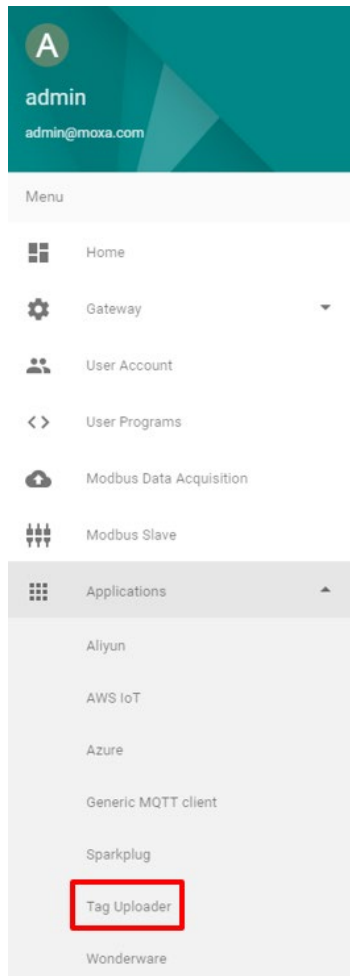 A
admin
admin@moxa.com
Menu
Home
Gateway
User Account
User Programs
Modbus Data Acquisition
Modbus Slave
Applications
Aliyun
AWS IoT
Azure
Generic MQTT client
Sparkplug
Tag Uploader
Wonderware